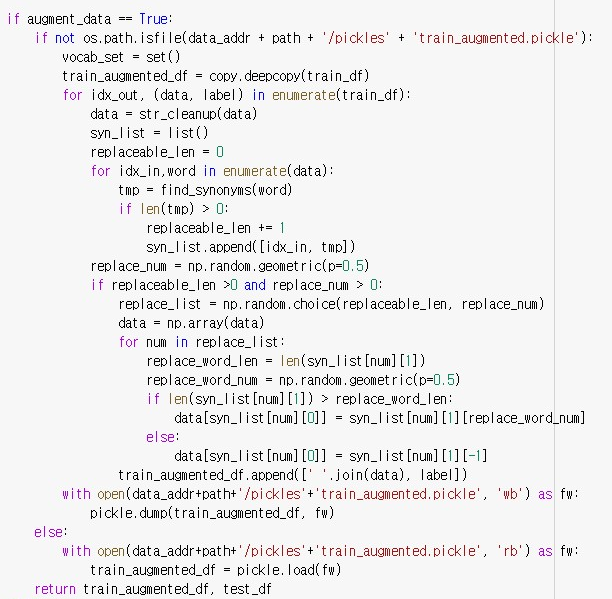 if augment_data == True:
    if not os.path.isfile(data_addr + path + '/pickles' + 'train_augmented.pickle'):
        vocab_set = set()
        train_augmented_df = copy.deepcopy(train_df)
        for idx_out, (data, label) in enumerate(train_df):
            data = str_cleanup(data)
            syn_list = list()
            replaceable_len = 0
            for idx_in,word in enumerate(data):
                tmp = find_synonyms(word)
                if len(tmp) > 0:
                    replaceable_len += 1
                    syn_list.append([idx_in, tmp])
            replace_num = np.random.geometric(p=0.5)
            if replaceable_len >0 and replace_num > 0:
                replace_list = np.random.choice(replaceable_len, replace_num)
                data = np.array(data)
                for num in replace_list:
                    replace_word_len = len(syn_list[num][1])
                    replace_word_num = np.random.geometric(p=0.5)
                    if len(syn_list[num][1]) > replace_word_len:
                        data[syn_list[num][0]] = syn_list[num][1][replace_word_num]
                    else:
                        data[syn_list[num][0]] = syn_list[num][1][-1]
                train_augmented_df.append([' '.join(data), label])
        with open(data_addr+path+'/pickles'+'train_augmented.pickle', 'wb') as fw:
            pickle.dump(train_augmented_df, fw)
    else:
        with open(data_addr+path+'/pickles'+'train_augmented.pickle', 'rb') as fw:
            train_augmented_df = pickle.load(fw)
    return train_augmented_df, test_df